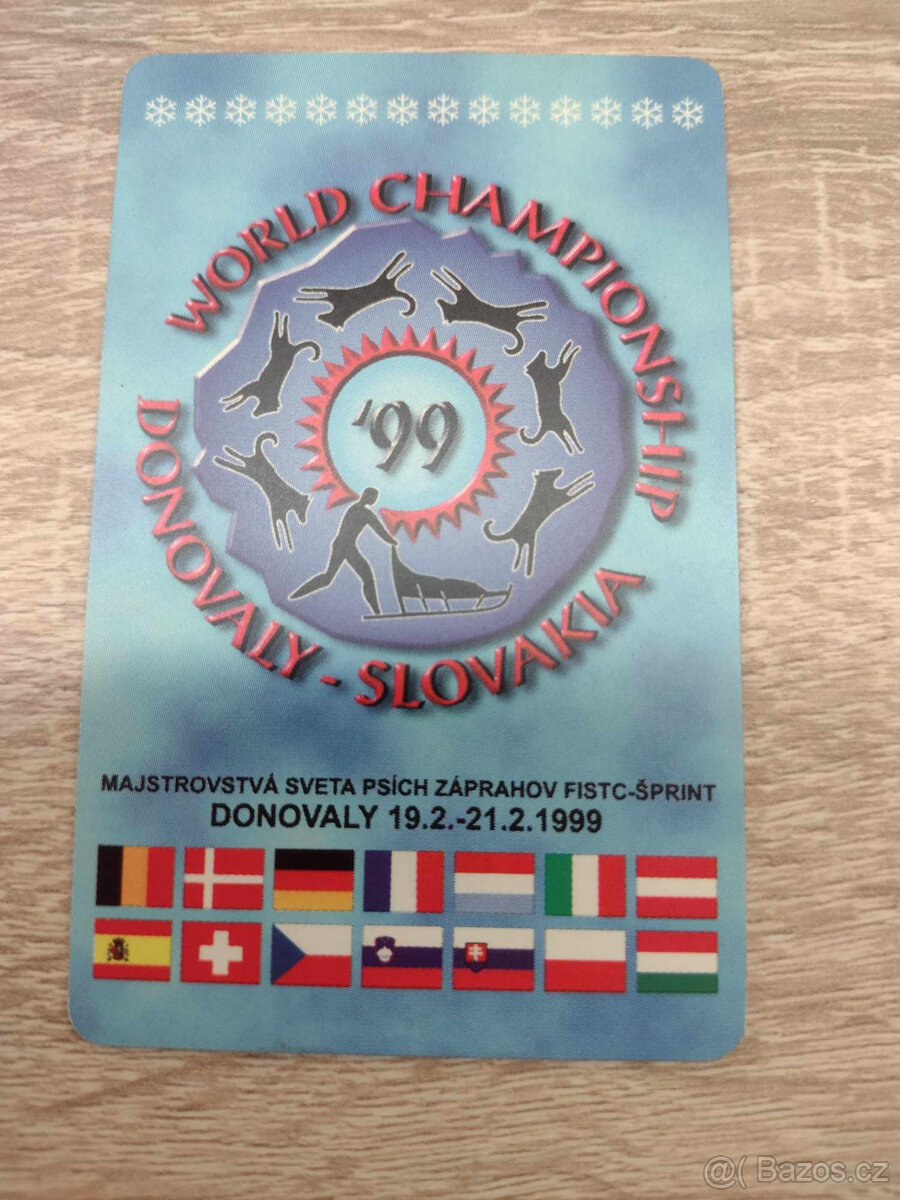 WORLD CHAMPIONSHIP
'99
DONOVALY - SLOVAKIA
MAJSTROVSTVÁ SVETA PSÍCH ZÁPRAHOV FISTC-ŠPRINT
DONOVALY 19.2.-21.2.1999
@( Bazos.cz